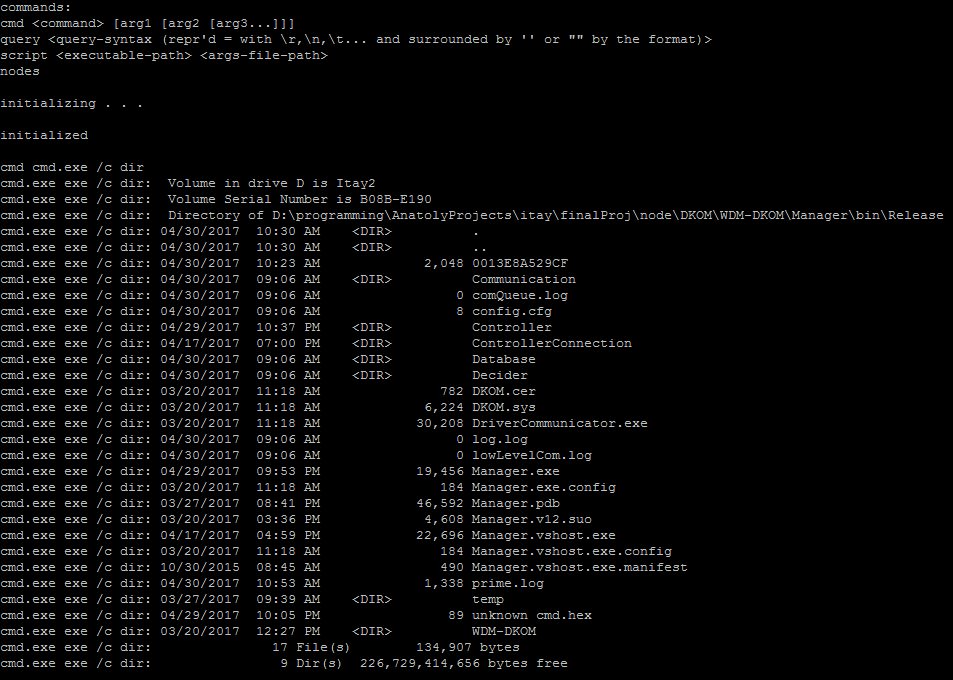 commands:
cmd <command> [arg1 [arg2 [arg3...]]]
query <query-syntax (repr'd = with \r,\n,\t... and surrounded by '' or "" by the format)>
script <executable-path> <args-file-path>
nodes
initializing . . .
initialized
cmd cmd.exe /c dir
cmd.exe exe /c dir:  Volume in drive D is Itay2
cmd.exe exe /c dir:  Volume Serial Number is B08B-E190
cmd.exe exe /c dir:  Directory of D:\programming\AnatolyProjects\itay\finalProj\node\DKOM\WDM-DKOM\Manager\bin\Release
cmd.exe exe /c dir: 04/30/2017  10:30 AM    <DIR>          .
cmd.exe exe /c dir: 04/30/2017  10:30 AM    <DIR>          ..
cmd.exe exe /c dir: 04/30/2017  10:23 AM             2,048 0013E8A529CF
cmd.exe exe /c dir: 04/30/2017  09:06 AM    <DIR>          Communication
cmd.exe exe /c dir: 04/30/2017  09:06 AM                 0 comQueue.log
cmd.exe exe /c dir: 04/30/2017  09:06 AM                 8 config.cfg
cmd.exe exe /c dir: 04/29/2017  10:37 PM    <DIR>          Controller
cmd.exe exe /c dir: 04/17/2017  07:00 PM    <DIR>          ControllerConnection
cmd.exe exe /c dir: 04/30/2017  09:06 AM    <DIR>          Database
cmd.exe exe /c dir: 04/30/2017  09:06 AM    <DIR>          Decider
cmd.exe exe /c dir: 03/20/2017  11:18 AM               782 DKOM.cer
cmd.exe exe /c dir: 03/20/2017  11:18 AM             6,224 DKOM.sys
cmd.exe exe /c dir: 03/20/2017  11:18 AM            30,208 DriverCommunicator.exe
cmd.exe exe /c dir: 04/30/2017  09:06 AM                 0 log.log
cmd.exe exe /c dir: 04/30/2017  09:06 AM                 0 lowLevelCom.log
cmd.exe exe /c dir: 04/29/2017  09:53 PM            19,456 Manager.exe
cmd.exe exe /c dir: 03/20/2017  11:18 AM               184 Manager.exe.config
cmd.exe exe /c dir: 03/27/2017  08:41 PM            46,592 Manager.pdb
cmd.exe exe /c dir: 03/20/2017  03:36 PM             4,608 Manager.v12.suo
cmd.exe exe /c dir: 04/17/2017  04:59 PM            22,696 Manager.vshost.exe
cmd.exe exe /c dir: 03/20/2017  11:18 AM               184 Manager.vshost.exe.config
cmd.exe exe /c dir: 10/30/2015  08:45 AM               490 Manager.vshost.exe.manifest
cmd.exe exe /c dir: 04/30/2017  10:53 AM             1,338 prime.log
cmd.exe exe /c dir: 03/27/2017  09:39 AM    <DIR>          temp
cmd.exe exe /c dir: 04/29/2017  10:05 PM                89 unknown cmd.hex
cmd.exe exe /c dir: 03/20/2017  12:27 PM    <DIR>          WDM-DKOM
cmd.exe exe /c dir:               17 File(s)        134,907 bytes
cmd.exe exe /c dir:                9 Dir(s)  226,729,414,656 bytes free